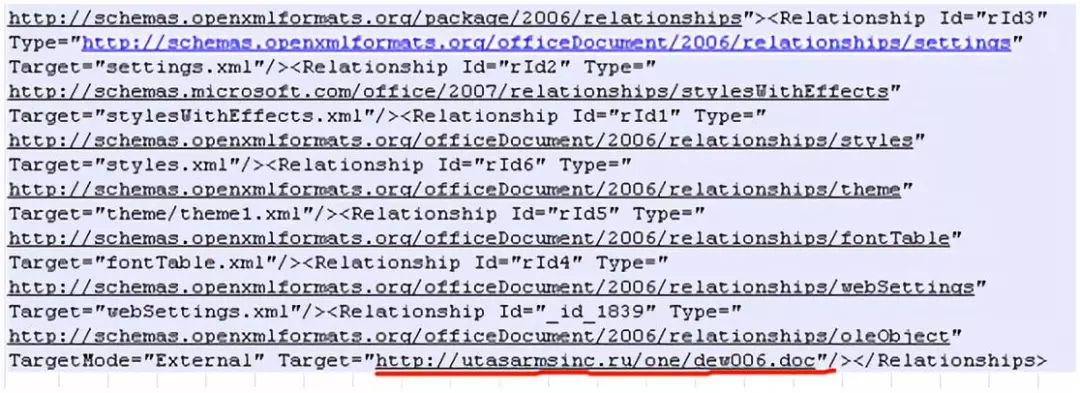 http://schemas.openxmlformats.org/package/2006/relationships"><Relationship Id="rId3"
Type="http://schemas.openxmlformats.org/officeDocument/2006/relationships/settings"
Target="settings.xml"/><Relationship Id="rId2" Type="
http://schemas.microsoft.com/office/2007/relationships/stylesWithEffects"
Target="stylesWithEffects.xml"/><Relationship Id="rId1" Type="
http://schemas.openxmlformats.org/officeDocument/2006/relationships/styles"
Target="styles.xml"/><Relationship Id="rId6" Type="
http://schemas.openxmlformats.org/officeDocument/2006/relationships/theme"
Target="theme/theme1.xml"/><Relationship Id="rId5" Type="
http://schemas.openxmlformats.org/officeDocument/2006/relationships/fontTable"
Target="fontTable.xml"/><Relationship Id="rId4" Type="
http://schemas.openxmlformats.org/officeDocument/2006/relationships/webSettings"
Target="webSettings.xml"/><Relationship Id="_id_1839" Type="
http://schemas.openxmlformats.org/officeDocument/2006/relationships/oleObject"
TargetMode="External" Target="http://utasarmsinc.ru/one/dew006.doc"/></Relationships>